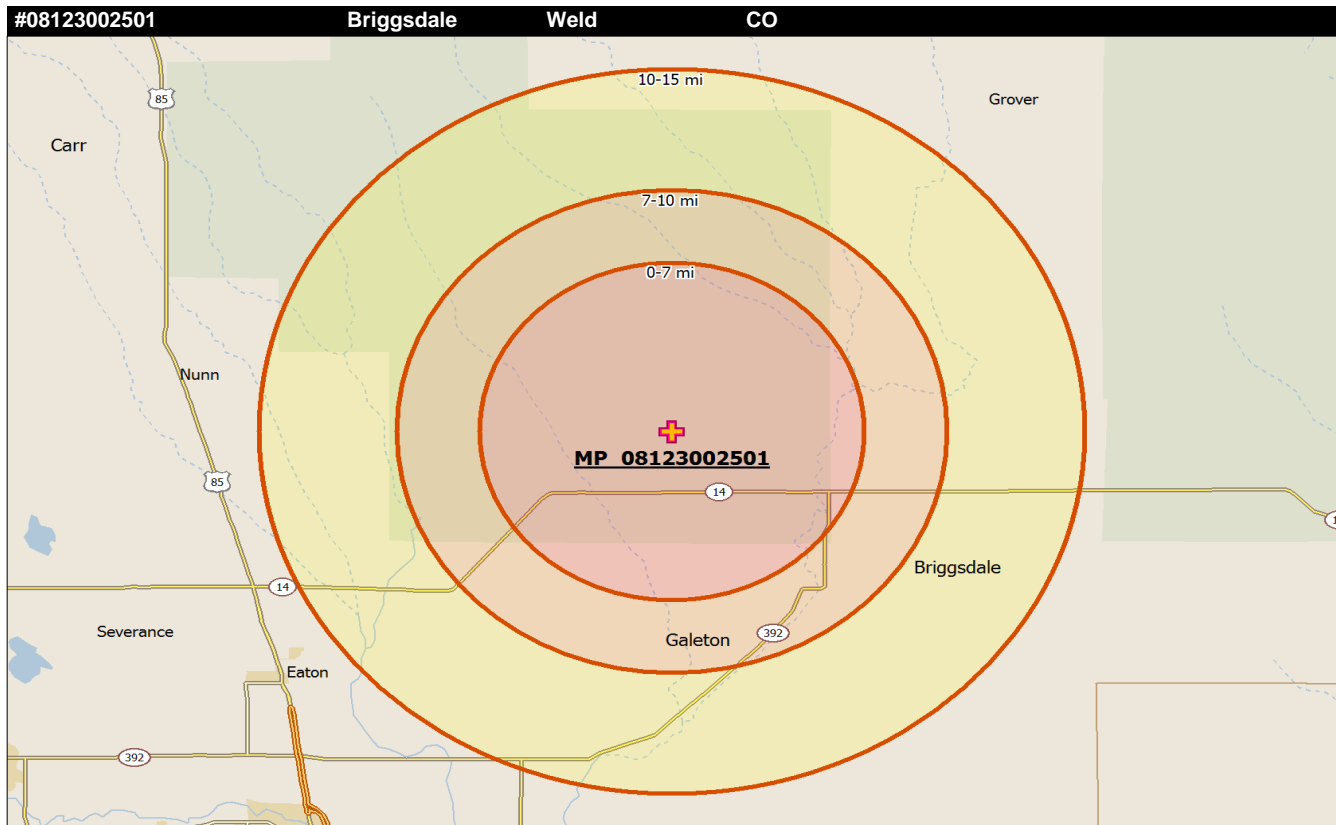 #08123002501 Briggsdale Weld CO
10-15 mi
85
Grover
Carr
7-10 mi
0-7 mi
Nunn
MP 08123002501
85
14
Briggsdale
14
Severance
Galeton
392
Eaton
392